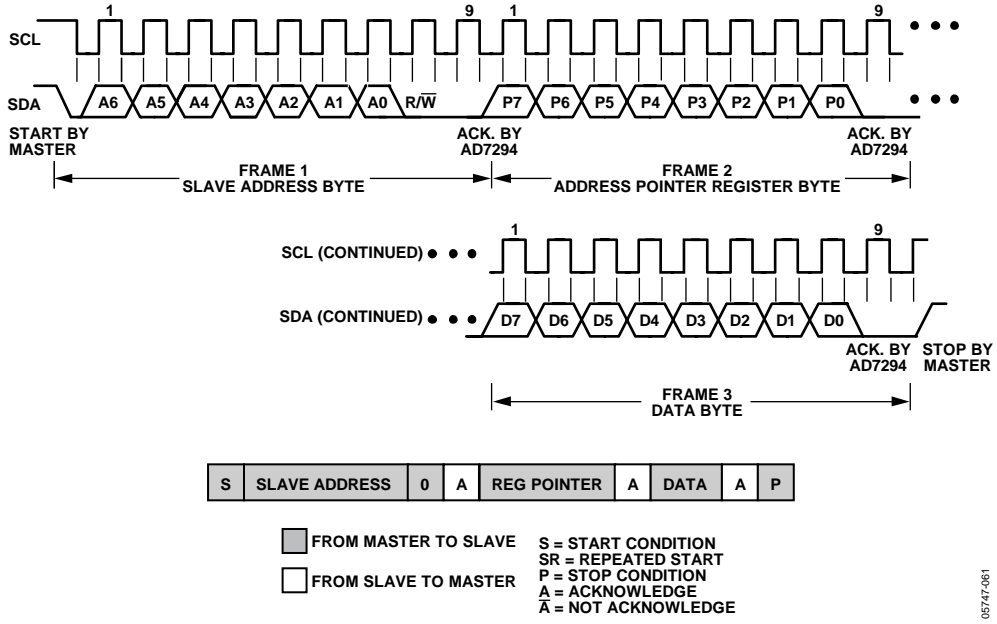 1 9 1 9
SCL
SDA A6 A5 A4 A3 A2 A1 A0 R/W̅ P7 P6 P5 P4 P3 P2 P1 P0
START BY
MASTER
ACK. BY
AD7294
ACK. BY
AD7294
FRAME 1
SLAVE ADDRESS BYTE
FRAME 2
ADDRESS POINTER REGISTER BYTE
1 9
SCL (CONTINUED)
SDA (CONTINUED) D7 D6 D5 D4 D3 D2 D1 D0
ACK. BY
AD7294
STOP BY
MASTER
FRAME 3
DATA BYTE
S SLAVE ADDRESS 0 A REG POINTER A DATA A P
FROM MASTER TO SLAVE
FROM SLAVE TO MASTER
S = START CONDITION
SR = REPEATED START
P = STOP CONDITION
A = ACKNOWLEDGE
A̅ = NOT ACKNOWLEDGE
05747-061